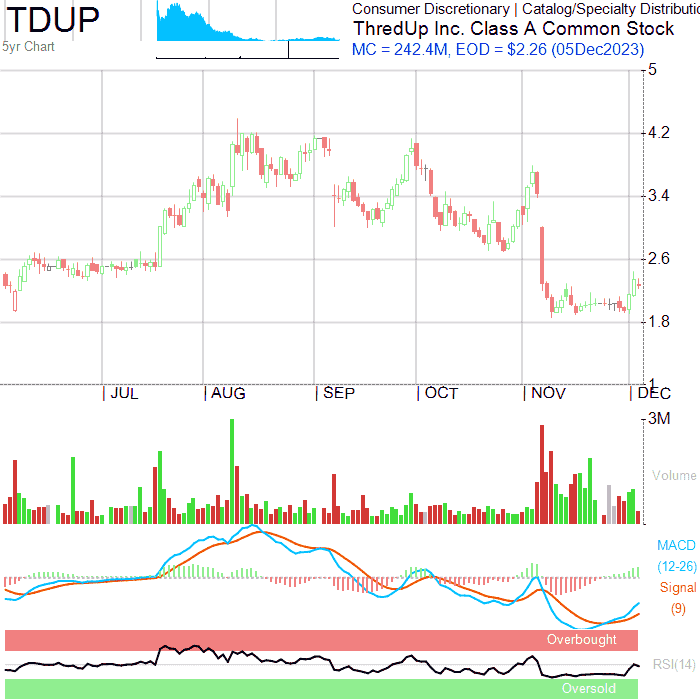 TDUP
5yr Chart
Consumer Discretionary | Catalog/Specialty Distributio
ThredUp Inc. Class A Common Stock
MC = 242.4M, EOD = $2.26 (05Dec2023)
5
4.2
3.4
2.6
1.8
1
JUL
AUG
SEP
OCT
NOV
DEC
3M
Volume
MACD
(12-26)
Signal
(9)
Overbought
RSI(14)
Oversold